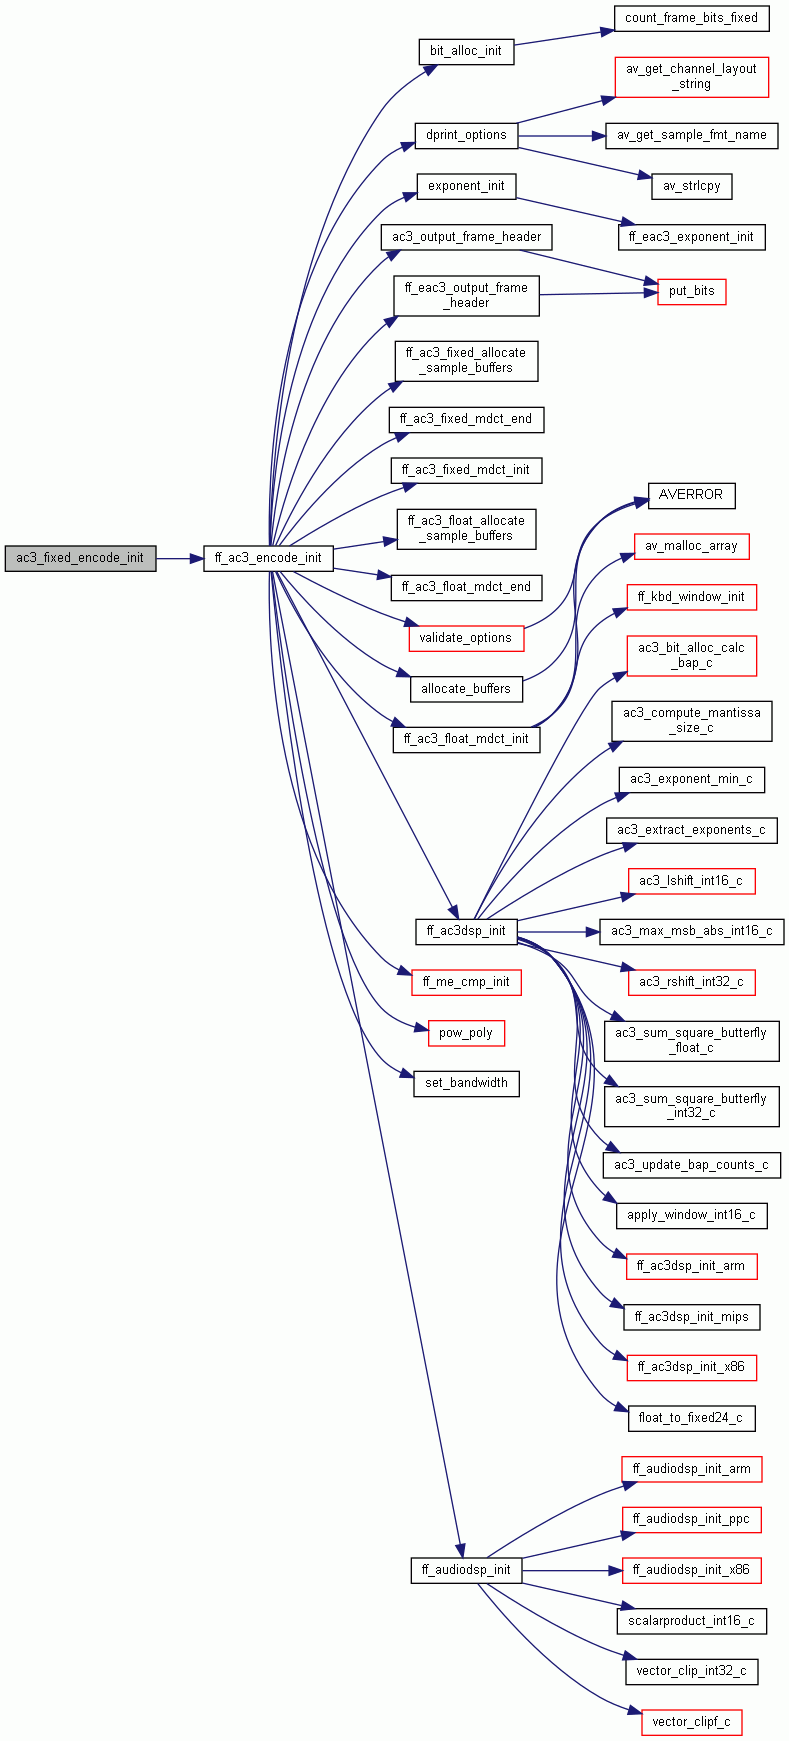 count_frame_bits_fixed
bit_alloc_init
av_get_channel_layout
_string
dprint_options
av_get_sample_fmt_name
av_strlcpy
exponent_init
ff_eac3_exponent_init
ac3_output_frame_header
put_bits
ff_eac3_output_frame
_header
ff_ac3_fixed_allocate
_sample_buffers
ff_ac3_fixed_mdct_end
ff_ac3_fixed_mdct_init
AVERROR
ff_ac3_float_allocate
_sample_buffers
av_malloc_array
ac3_fixed_encode_init
ff_ac3_encode_init
ff_ac3_float_mdct_end
ff_kbd_window_init
validate_options
ac3_bit_alloc_calc
_bap_c
allocate_buffers
ac3_compute_mantissa
_size_c
ff_ac3_float_mdct_init
ac3_exponent_min_c
ac3_extract_exponents_c
ac3_lshift_int16_c
ff_ac3dsp_init
ac3_max_msb_abs_int16_c
ff_me_cmp_init
ac3_rshift_int32_c
pow_poly
ac3_sum_square_butterfly
_float_c
set_bandwidth
ac3_sum_square_butterfly
_int32_c
ac3_update_bap_counts_c
apply_window_int16_c
ff_ac3dsp_init_arm
ff_ac3dsp_init_mips
ff_ac3dsp_init_x86
float_to_fixed24_c
ff_audiodsp_init_arm
ff_audiodsp_init_ppc
ff_audiodsp_init
ff_audiodsp_init_x86
scalarproduct_int16_c
vector_clip_int32_c
vector_clipf_c